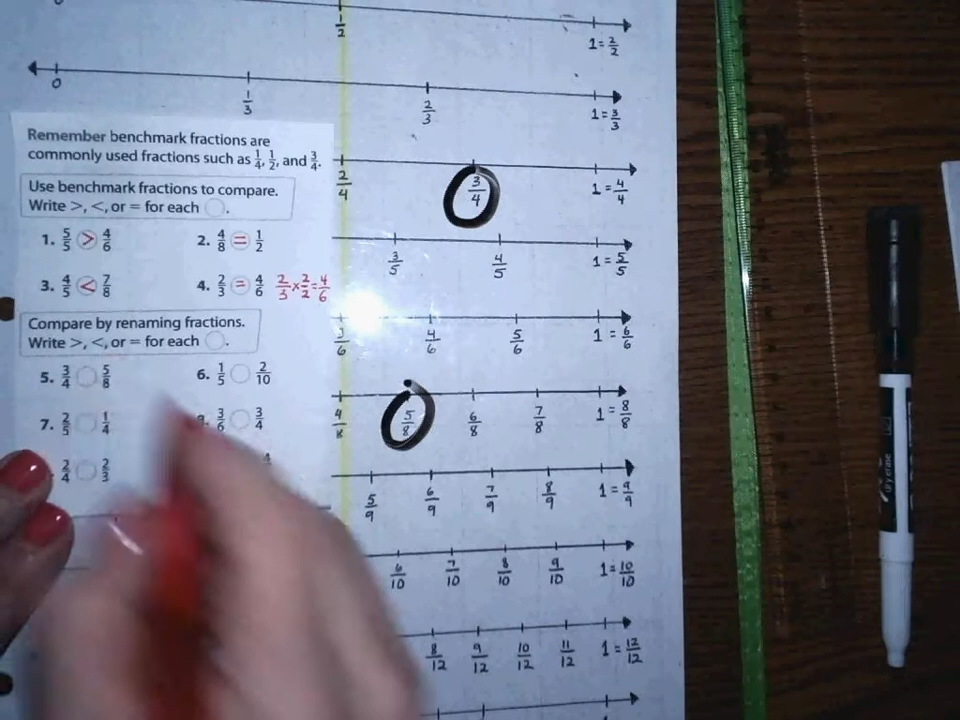 0
1/2
1 = 2/2
0
1/3
2/3
1 = 3/3
Remember benchmark fractions are
commonly used fractions such as 1/4, 1/2, and 3/4.
2/4
3/4
1 = 4/4
Use benchmark fractions to compare.
Write >, <, or = for each ○.
1. 5/5 > 4/6
2. 4/8 = 1/2
3/5
4/5
1 = 5/5
3. 4/5 < 7/8
4. 2/3 = 4/6 2/3 × 2/2 = 4/6
Compare by renaming fractions.
Write >, <, or = for each ○.
3/6
4/6
5/6
1 = 6/6
5. 3/4 ○ 5/8
6. 1/5 ○ 2/10
4/8
5/8
6/8
7/8
1 = 8/8
7. 2/5 ○ 1/4
3/6 ○ 3/4
2/4 ○ 2/3
5/9
6/9
7/9
8/9
1 = 9/9
6/10
7/10
8/10
9/10
1 = 10/10
8/12
9/12
10/12
11/12
1 = 12/12
dry erase